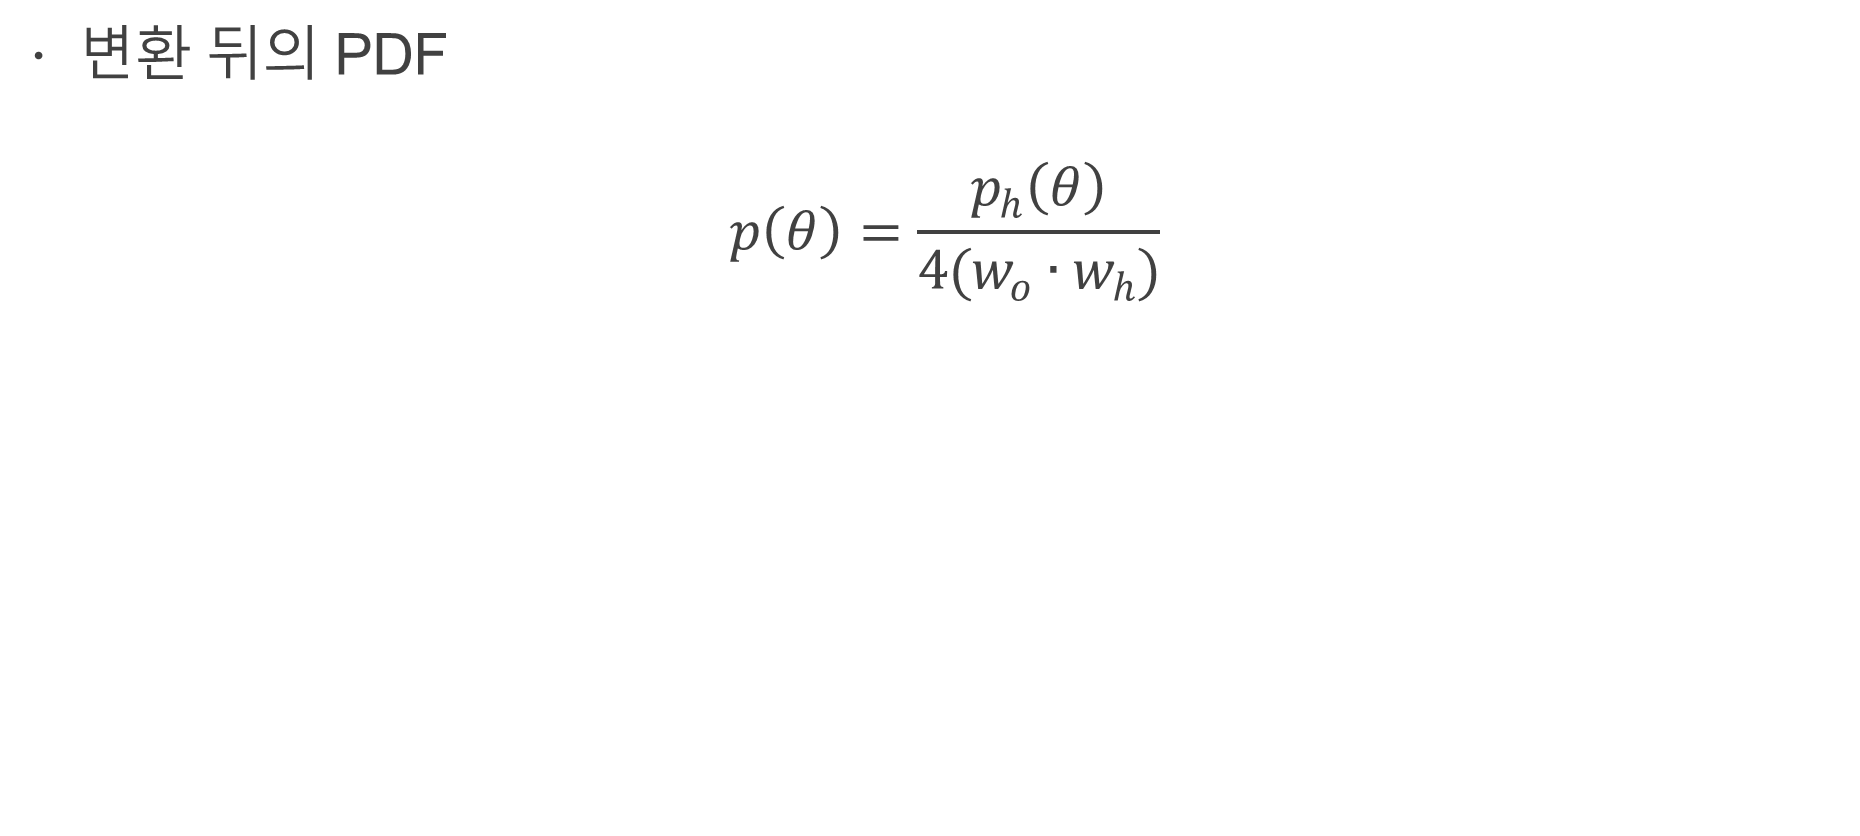 • 변환 뒤의 PDF
p(θ) = p_h(θ) / 4(w_o · w_h)